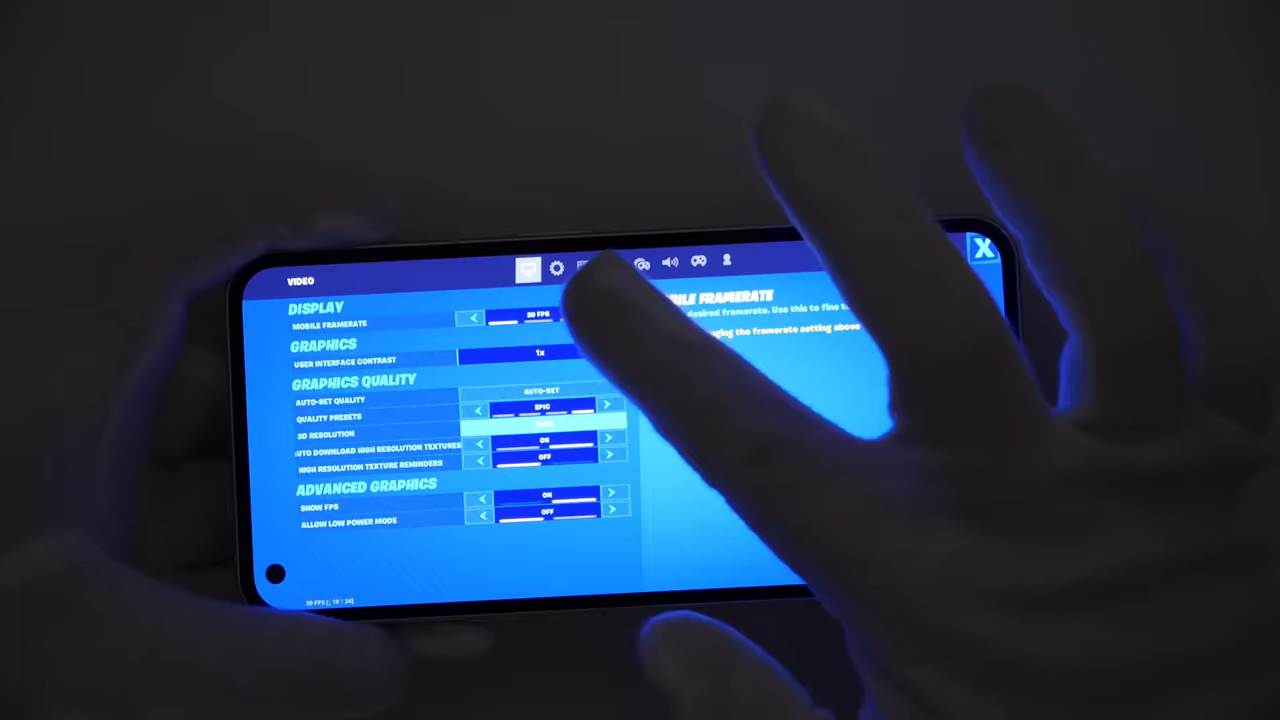 VIDEO
X
DISPLAY
MOBILE FRAMERATE
GRAPHICS
USER INTERFACE CONTRAST
1x
GRAPHICS QUALITY
AUTO-SET QUALITY
AUTO-SET
QUALITY PRESETS
EPIC
3D RESOLUTION
AUTO DOWNLOAD HIGH RESOLUTION TEXTURES
ON
HIGH RESOLUTION TEXTURE REMINDERS
OFF
ADVANCED GRAPHICS
SHOW FPS
ON
ALLOW LOW POWER MODE
OFF
30 FPS
BILE FRAMERATE
desired framerate. Use this to fine
ging the framerate setting above